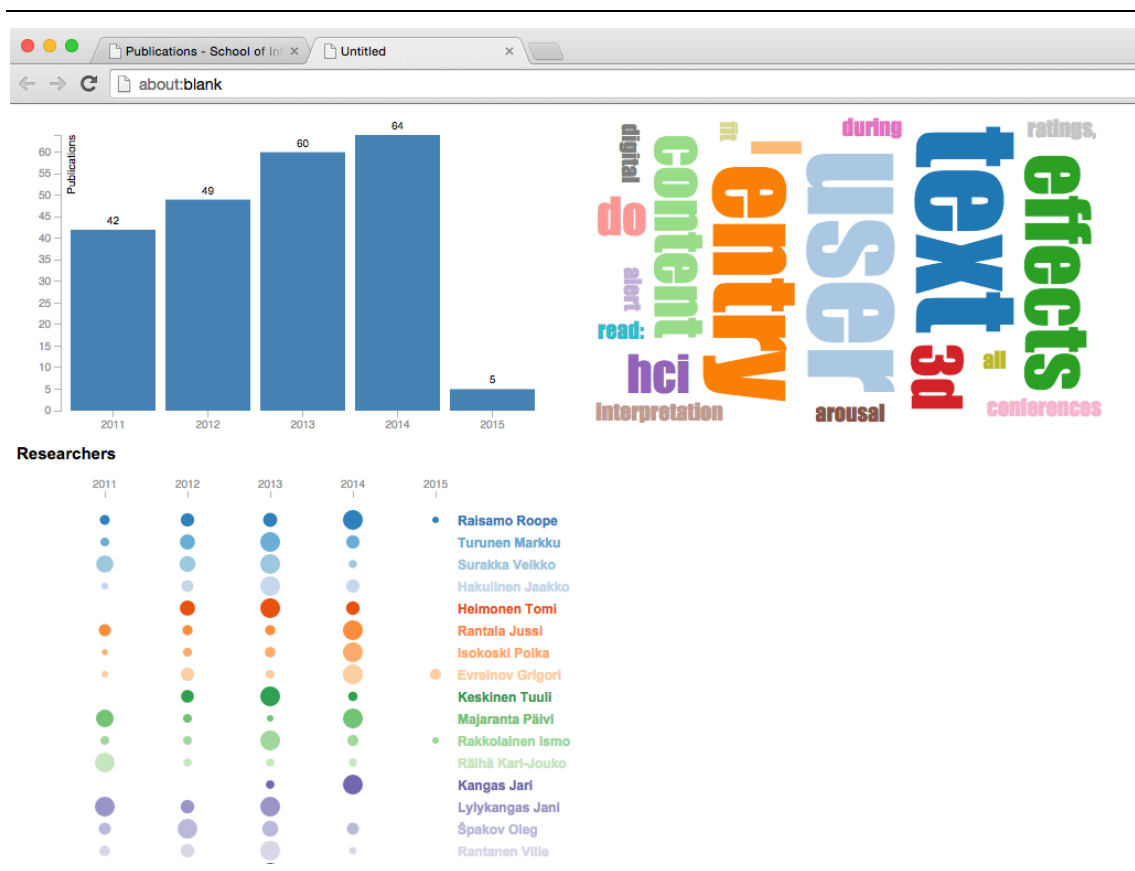 Publications - School of Int
Untitled
about:blank
Publications
60
55
50
45
40
35
30
25
20
15
10
5
0
42
49
60
64
5
2011 2012 2013 2014 2015
digital
fit
during
ratings,
content
l
entry
user
text
effects
do
alert
read:
hci
3d
all
interpretation
arousal
conferences
Researchers
2011 2012 2013 2014 2015
Raisamo Roope
Turunen Markku
Surakka Veikko
Hakulinen Jaakko
Heimonen Tomi
Rantala Jussi
Isokoski Poika
Evreinov Grigori
Keskinen Tuuli
Majaranta Päivi
Rakkolainen Ismo
Räihä Kari-Jouko
Kangas Jari
Lylykangas Jani
Špakov Oleg
Rantanen Ville